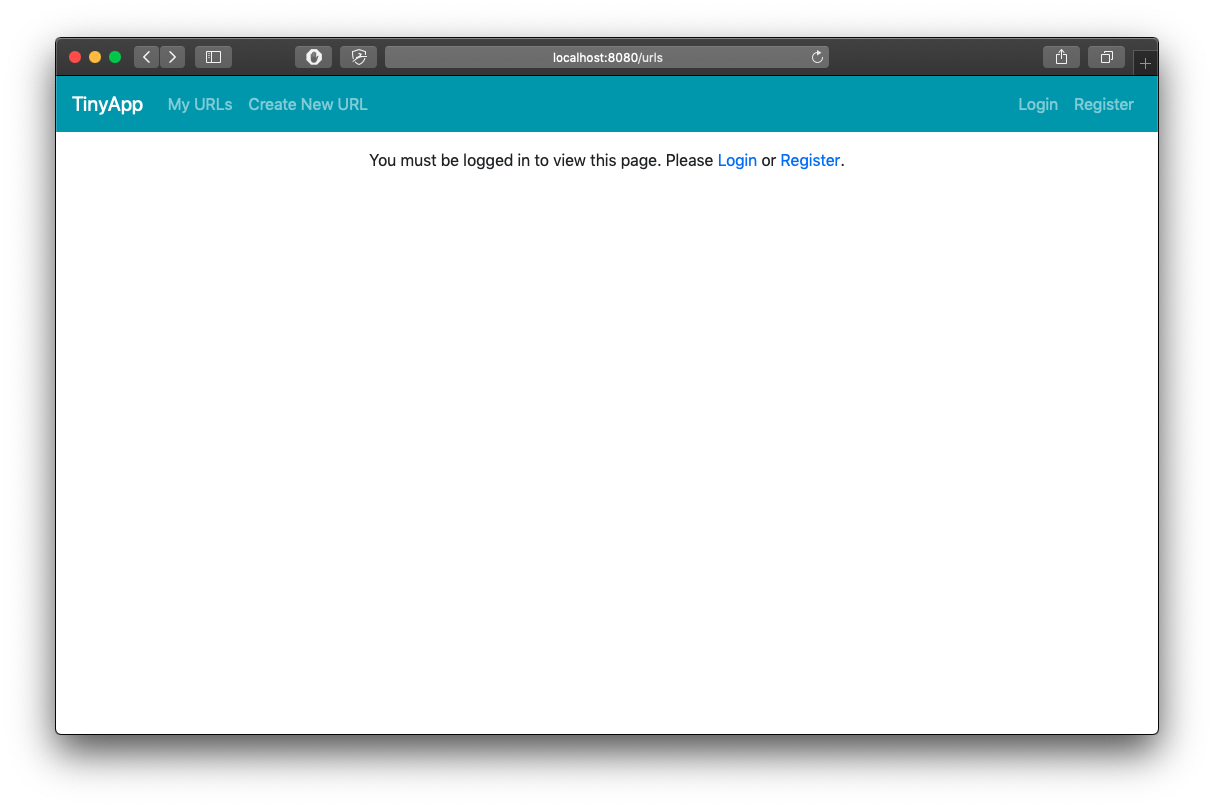 localhost:8080/urls
TinyApp My URLs Create New URL Login Register
You must be logged in to view this page. Please Login or Register.